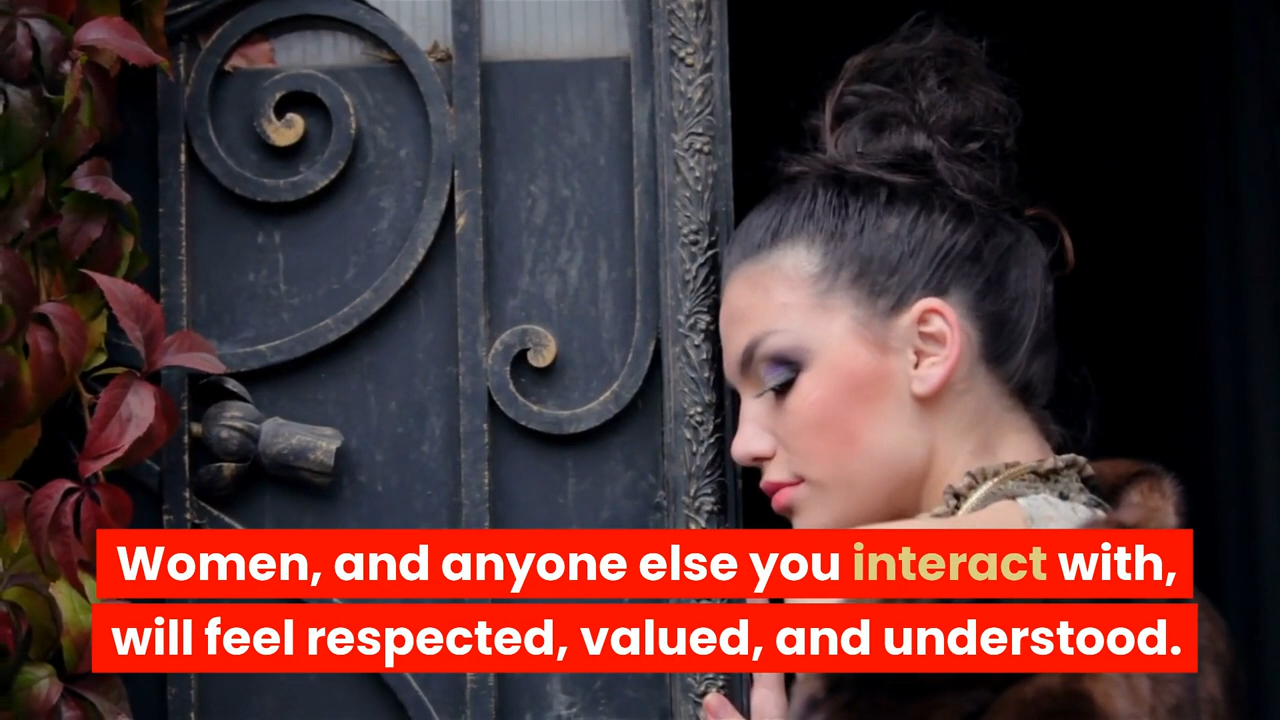 Women, and anyone else you interact with,
will feel respected, valued, and understood.